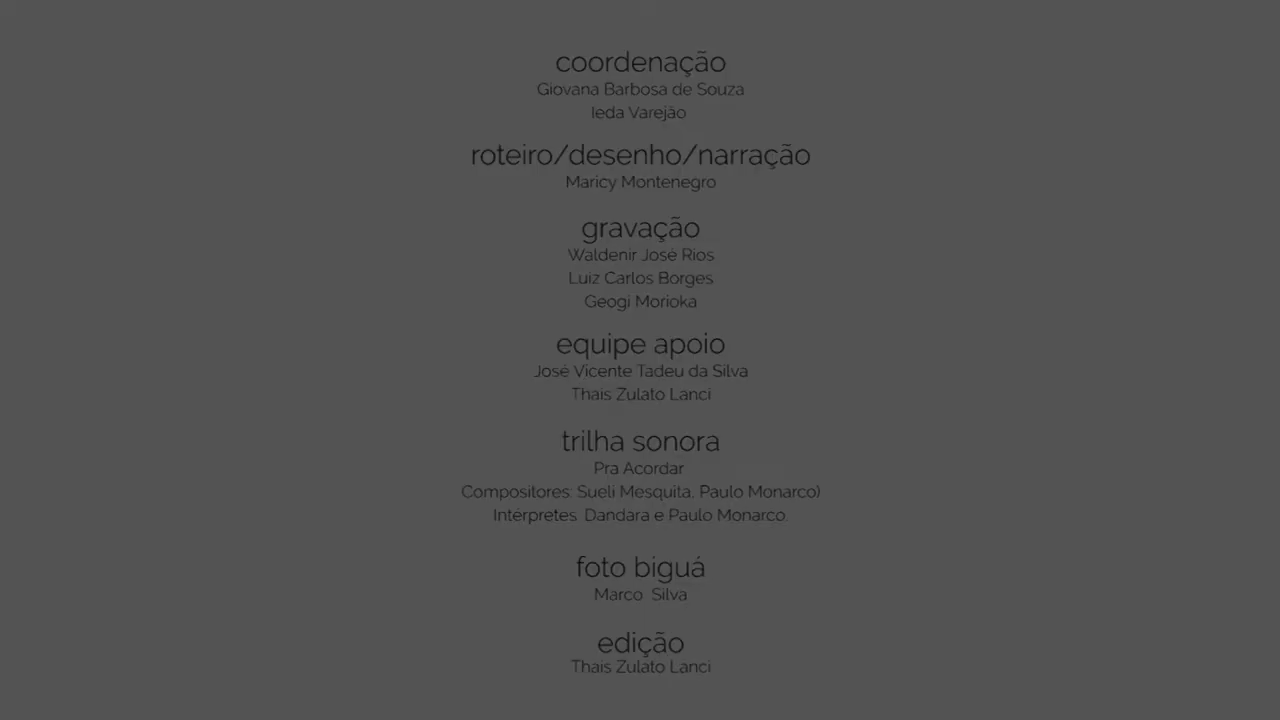 coordenação
Giovana Barbosa de Souza
Ieda Varejão
roteiro/desenho/narração
Maricy Montenegro
gravação
Waldenir José Rios
Luiz Carlos Borges
Geogi Morioka
equipe apoio
José Vicente Tadeu da Silva
Thais Zulato Lanci
trilha sonora
Pra Acordar
Compositores: Sueli Mesquita, Paulo Monarco)
Intérpretes: Dandara e Paulo Monarco.
foto biguá
Marco Silva
edição
Thais Zulato Lanci